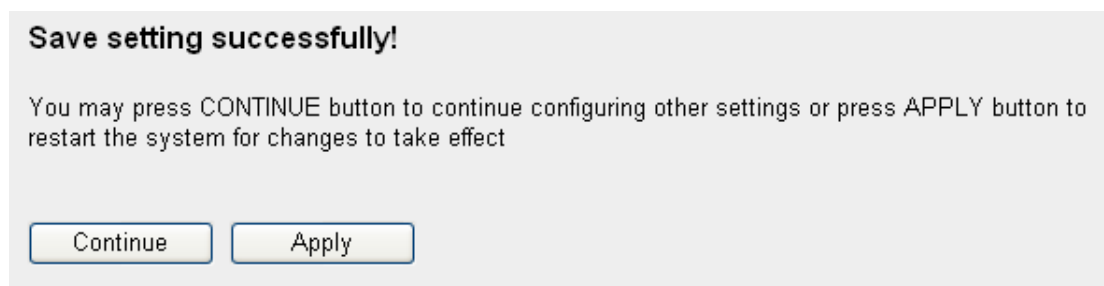 Save setting successfully!
You may press CONTINUE button to continue configuring other settings or press APPLY button to
restart the system for changes to take effect
Continue Apply